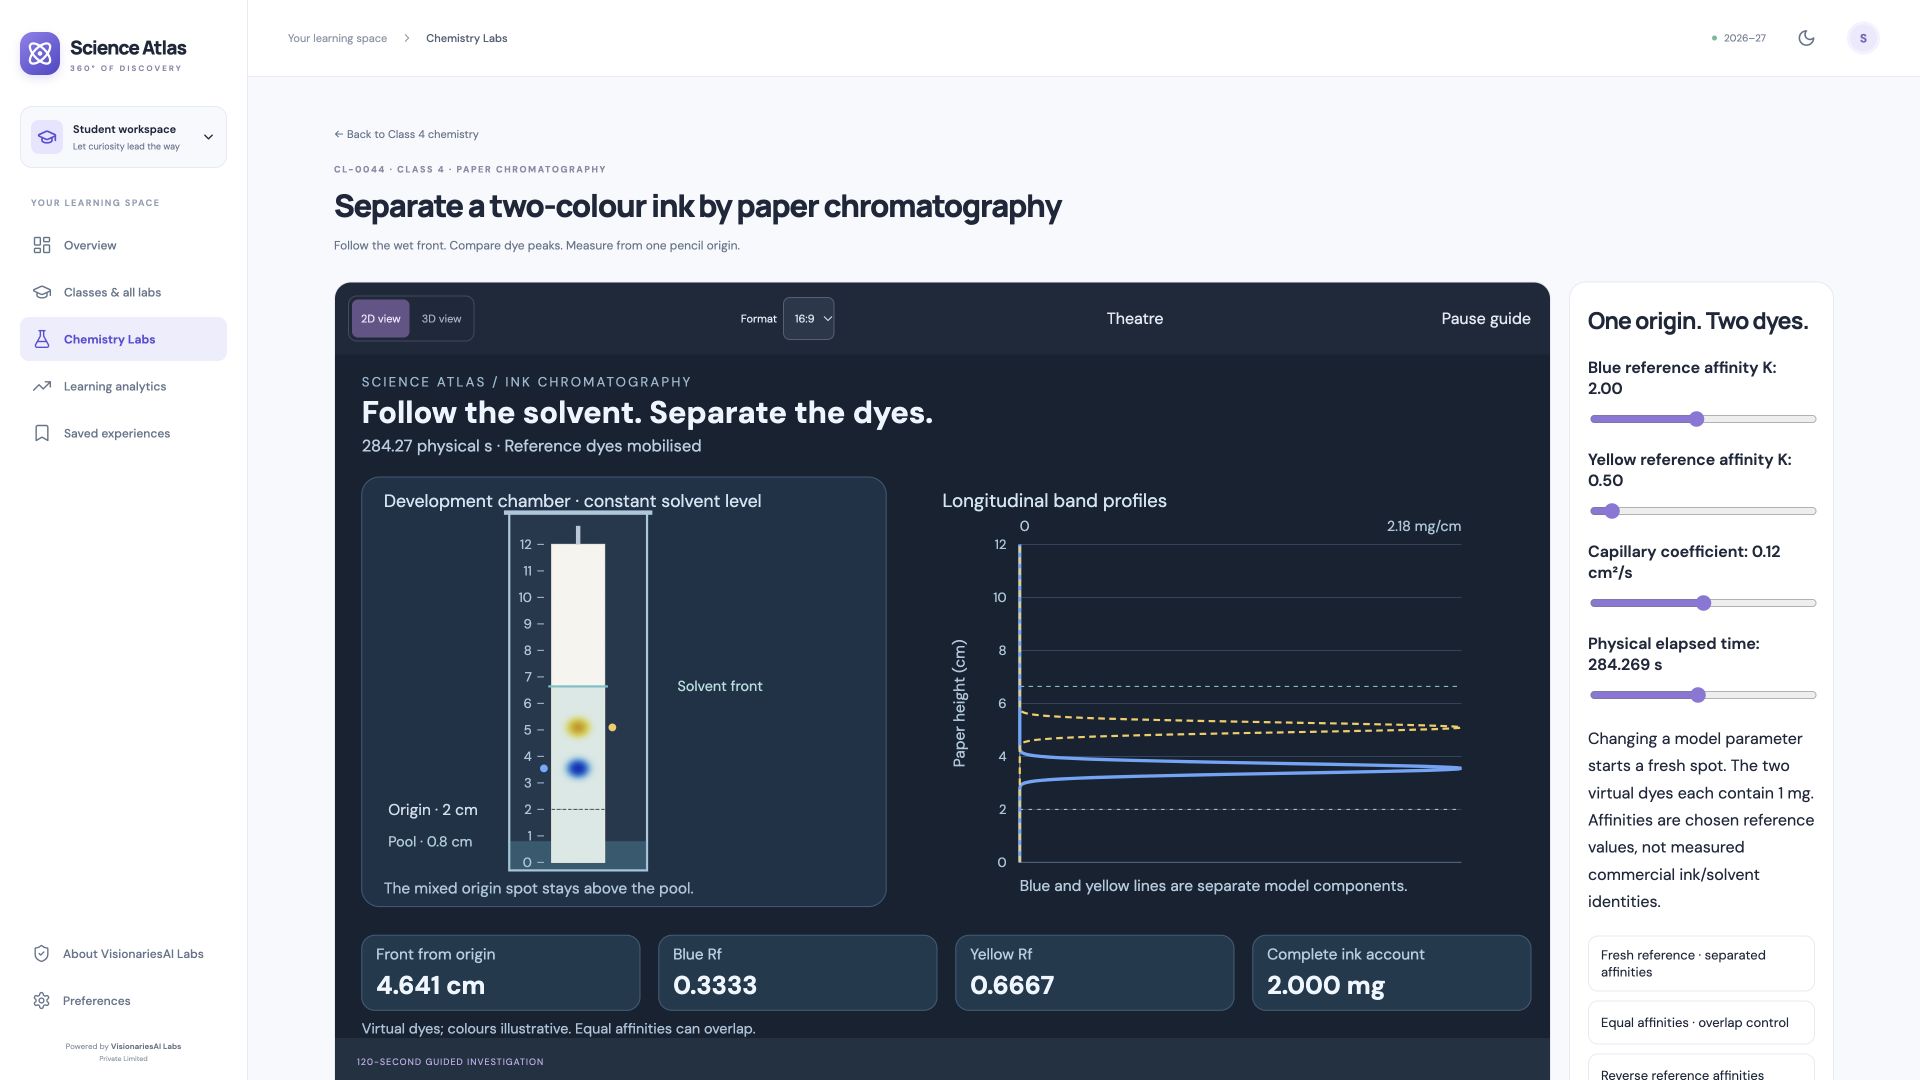 Science Atlas
360° OF DISCOVERY
Student workspace
Let curiosity lead the way
YOUR LEARNING SPACE
Overview
Classes & all labs
Chemistry Labs
Learning analytics
Saved experiences
About VisionariesAI Labs
Preferences
Powered by VisionariesAI Labs
Private Limited
Your learning space
Chemistry Labs
2026–27
S
← Back to Class 4 chemistry
CL-0044 · CLASS 4 · PAPER CHROMATOGRAPHY
Separate a two-colour ink by paper chromatography
Follow the wet front. Compare dye peaks. Measure from one pencil origin.
2D view
3D view
Format
16:9
Theatre
Pause guide
SCIENCE ATLAS / INK CHROMATOGRAPHY
Follow the solvent. Separate the dyes.
284.27 physical s · Reference dyes mobilised
Development chamber · constant solvent level
12
11
10
9
8
7
6
5
4
3
2
1
0
Solvent front
Origin · 2 cm
Pool · 0.8 cm
The mixed origin spot stays above the pool.
Longitudinal band profiles
0
2.18 mg/cm
12
10
8
6
4
2
0
Paper height (cm)
Blue and yellow lines are separate model components.
Front from origin
4.641 cm
Blue Rf
0.3333
Yellow Rf
0.6667
Complete ink account
2.000 mg
Virtual dyes; colours illustrative. Equal affinities can overlap.
120-SECOND GUIDED INVESTIGATION
One origin. Two dyes.
Blue reference affinity K:
2.00
Yellow reference affinity K:
0.50
Capillary coefficient: 0.12
cm²/s
Physical elapsed time:
284.269 s
Changing a model parameter
starts a fresh spot. The two
virtual dyes each contain 1 mg.
Affinities are chosen reference
values, not measured
commercial ink/solvent
identities.
Fresh reference · separated
affinities
Equal affinities · overlap control
Reverse reference affinities